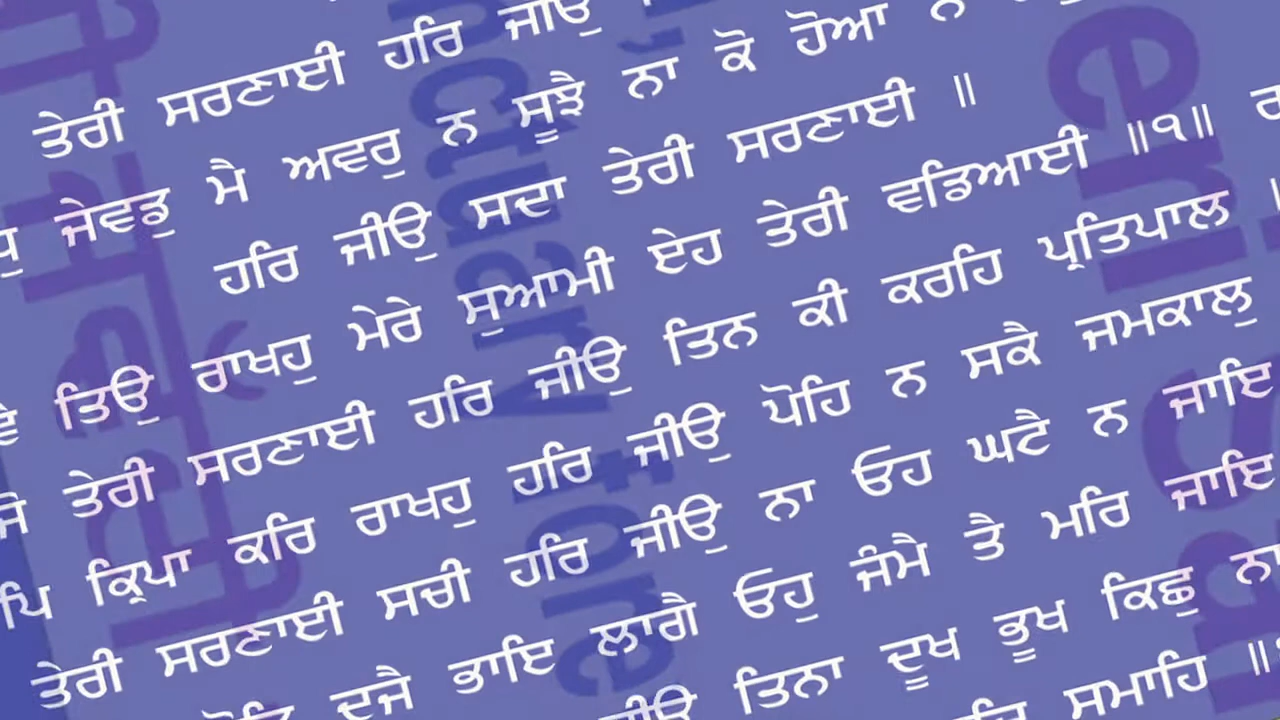 ਤੇਰੀ ਸਰਣਾਈ ਹਰਿ ਜੀਉ
ਜੇਵਡੁ ਮੈ ਅਵਰੁ ਨ ਸੂਝੈ ਨਾ ਕੋ ਹੋਆ ਨ
ਹਰਿ ਜੀਉ ਸਦਾ ਤੇਰੀ ਸਰਣਾਈ ॥
ਤਿਉ ਰਾਖਹੁ ਮੇਰੇ ਸੁਆਮੀ ਏਹ ਤੇਰੀ ਵਡਿਆਈ ॥੧॥
ਜੋ ਤੇਰੀ ਸਰਣਾਈ ਹਰਿ ਜੀਉ ਤਿਨ ਕੀ ਕਰਹਿ ਪ੍ਰਤਿਪਾਲ
ਪਿ ਕ੍ਰਿਪਾ ਕਰਿ ਰਾਖਹੁ ਹਰਿ ਜੀਉ ਪੋਹਿ ਨ ਸਕੈ ਜਮਕਾਲੁ
ਤੇਰੀ ਸਰਣਾਈ ਸਚੀ ਹਰਿ ਜੀਉ ਨਾ ਓਹ ਘਟੈ ਨ ਜਾਇ
ਦੂਜੈ ਭਾਇ ਲਾਗੈ ਓਹੁ ਜੰਮੈ ਤੈ ਮਰਿ ਜਾਇ
ਜੀਉ ਤਿਨਾ ਦੂਖ ਭੂਖ ਕਿਛੁ
ਸਮਾਹਿ